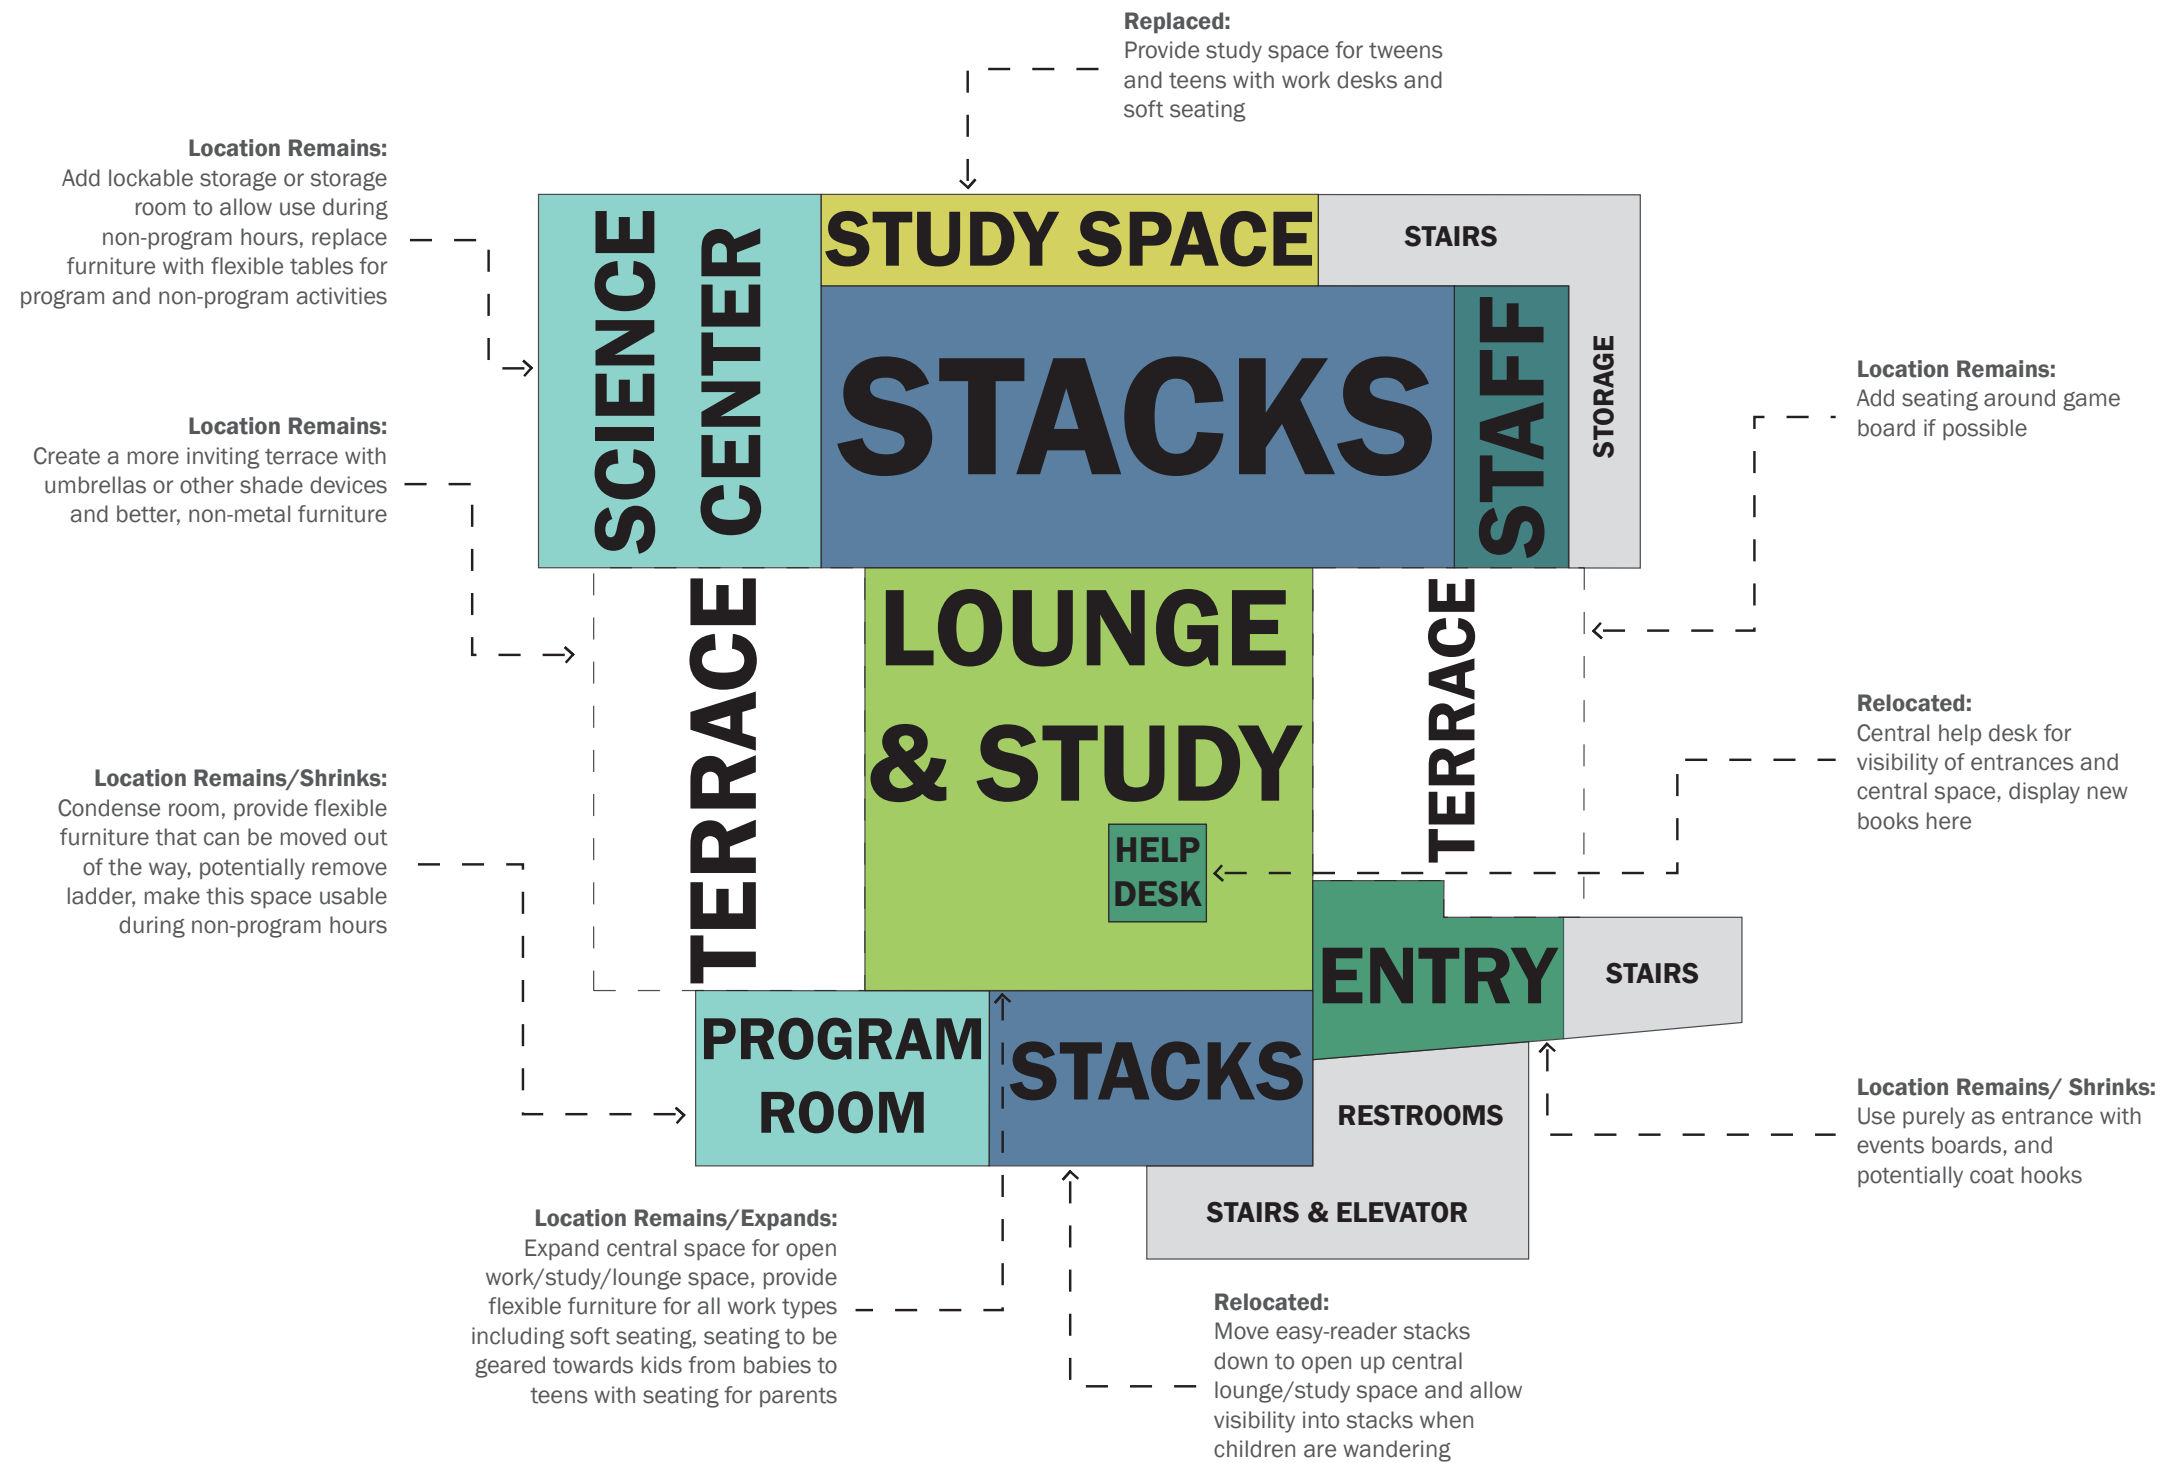 Replaced:
Provide study space for tweens
and teens with work desks and
soft seating
Location Remains:
Add lockable storage or storage
room to allow use during
non-program hours, replace
furniture with flexible tables for
program and non-program activities
Location Remains:
Create a more inviting terrace with
umbrellas or other shade devices
and better, non-metal furniture
Location Remains/Shrinks:
Condense room, provide flexible
furniture that can be moved out
of the way, potentially remove
ladder, make this space usable
during non-program hours
SCIENCE
CENTER
STUDY SPACE
STAIRS
STACKS
STAFF
STORAGE
TERRACE
LOUNGE
& STUDY
HELP
DESK
TERRACE
ENTRY
STAIRS
PROGRAM
ROOM
STACKS
RESTROOMS
STAIRS & ELEVATOR
Location Remains:
Add seating around game
board if possible
Relocated:
Central help desk for
visibility of entrances and
central space, display new
books here
Location Remains/ Shrinks:
Use purely as entrance with
events boards, and
potentially coat hooks
Location Remains/Expands:
Expand central space for open
work/study/lounge space, provide
flexible furniture for all work types
including soft seating, seating to be
geared towards kids from babies to
teens with seating for parents
Relocated:
Move easy-reader stacks
down to open up central
lounge/study space and allow
visibility into stacks when
children are wandering